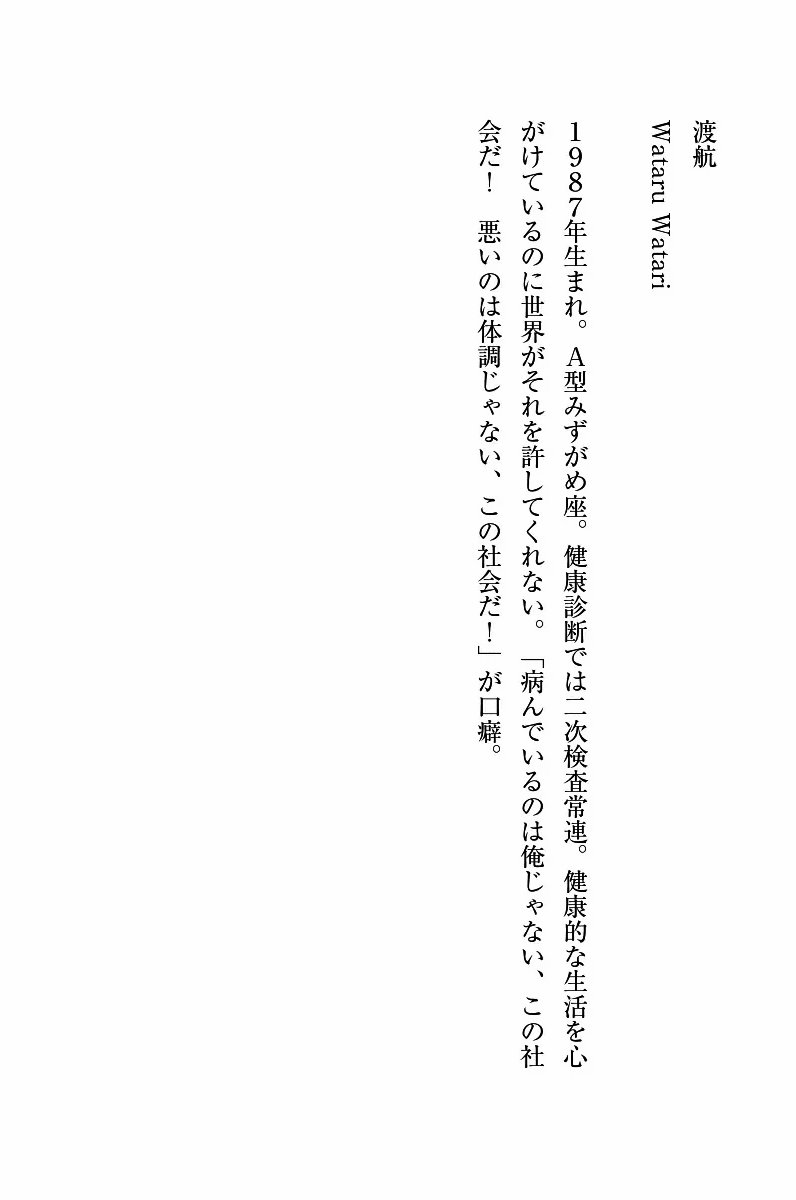 渡航
Wataru Watari
1987年生まれ。A型みずがめ座。健康診断では二次検査常連。健康的な生活を心
がけているのに世界がそれを許してくれない。「病んでいるのは俺じゃない、この社
会だ!　悪いのは体調じゃない、この社会だ!」が口癖。